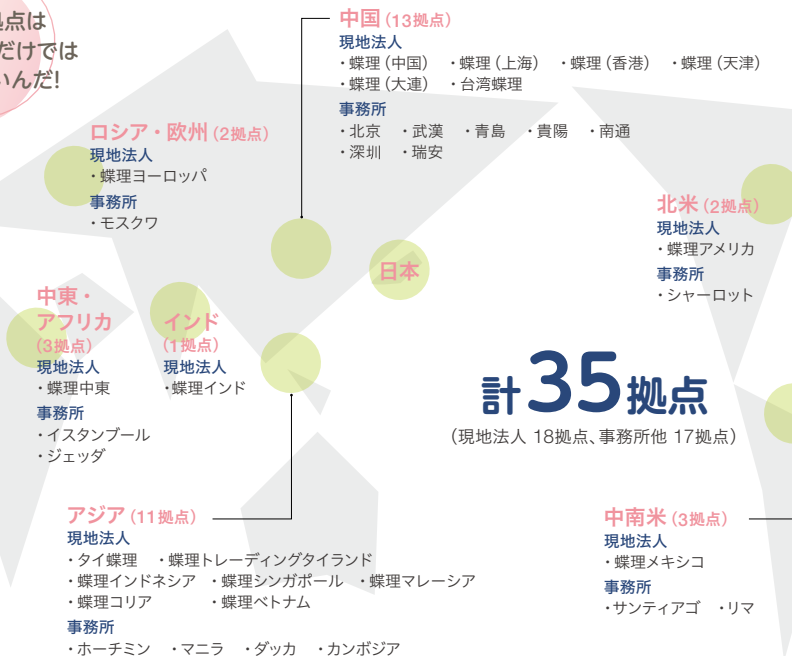 だけでは
いんだ!
中国（13拠点）
現地法人
・蝶理（中国） ・蝶理（上海） ・蝶理（香港） ・蝶理（天津）
・蝶理（大連） ・台湾蝶理
事務所
・北京 ・武漢 ・青島 ・貴陽 ・南通
・深圳 ・瑞安
ロシア・欧州（2拠点）
現地法人
・蝶理ヨーロッパ
事務所
・モスクワ
北米（2拠点）
現地法人
・蝶理アメリカ
事務所
・シャーロット
日本
中東・
アフリカ
（3拠点）
現地法人
・蝶理中東
事務所
・イスタンブール
・ジェッダ
インド
（1拠点）
現地法人
・蝶理インド
計35拠点
（現地法人 18拠点、事務所他 17拠点）
アジア（11拠点）
現地法人
・タイ蝶理 ・蝶理トレーディングタイランド
・蝶理インドネシア ・蝶理シンガポール ・蝶理マレーシア
・蝶理コリア ・蝶理ベトナム
事務所
・ホーチミン ・マニラ ・ダッカ ・カンボジア
中南米（3拠点）
現地法人
・蝶理メキシコ
事務所
・サンティアゴ ・リマ